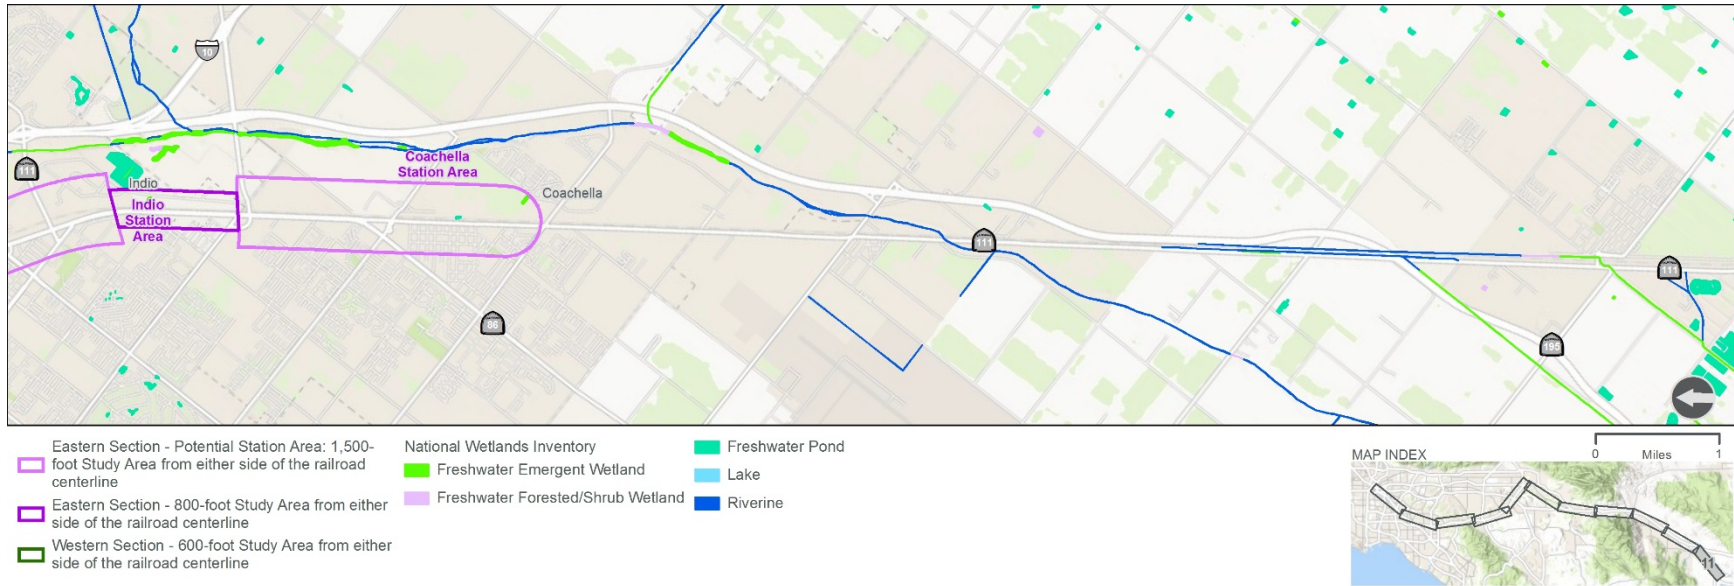 10
111
Indio
Indio
Station
Area
Coachella
Station Area
Coachella
111
86
111
195
Eastern Section - Potential Station Area: 1,500-
foot Study Area from either side of the railroad
centerline
Eastern Section - 800-foot Study Area from either
side of the railroad centerline
Western Section - 600-foot Study Area from either
side of the railroad centerline
National Wetlands Inventory
Freshwater Emergent Wetland
Freshwater Forested/Shrub Wetland
Freshwater Pond
Lake
Riverine
0 Miles 1
MAP INDEX
11